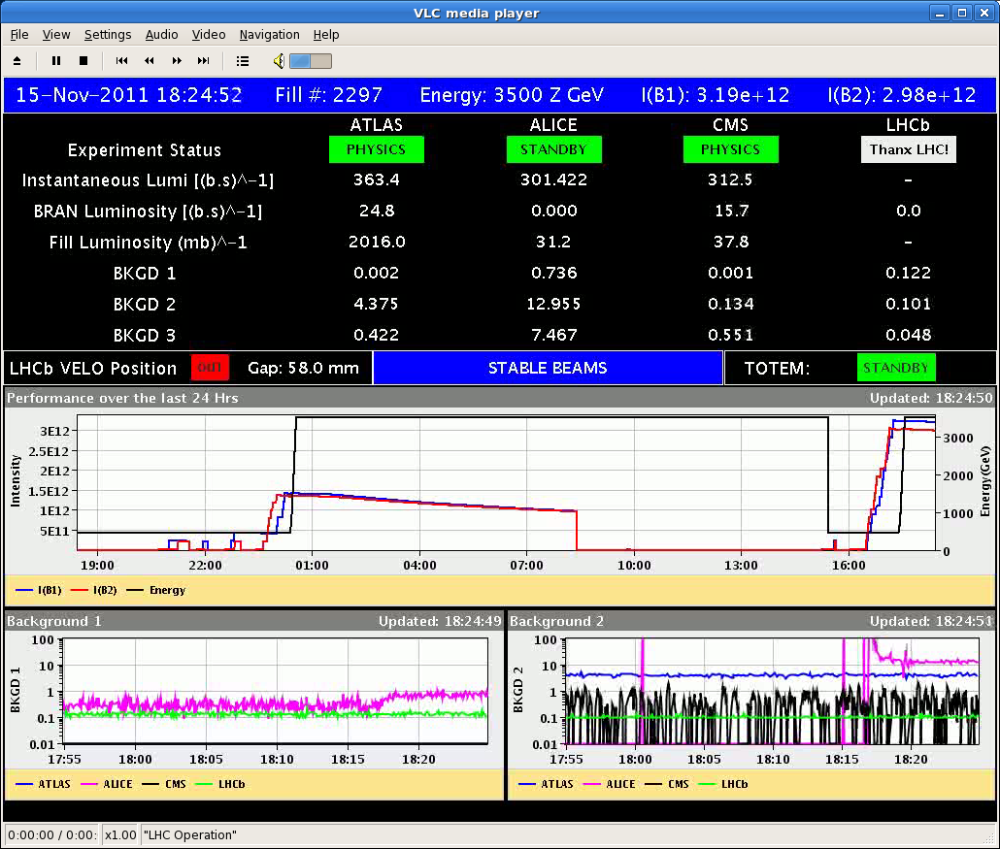 VLC media player
File View Settings Audio Video Navigation Help
15-Nov-2011 18:24:52 Fill #: 2297 Energy: 3500 Z GeV I(B1): 3.19e+12 I(B2): 2.98e+12
ATLAS ALICE CMS LHCb
Experiment Status PHYSICS STANDBY PHYSICS Thanx LHC!
Instantaneous Lumi [(b.s)^-1] 363.4 301.422 312.5 -
BRAN Luminosity [(b.s)^-1] 24.8 0.000 15.7 0.0
Fill Luminosity (mb)^-1 2016.0 31.2 37.8 -
BKGD 1 0.002 0.736 0.001 0.122
BKGD 2 4.375 12.955 0.134 0.101
BKGD 3 0.422 7.467 0.551 0.048
LHCb VELO Position OUT Gap: 58.0 mm STABLE BEAMS TOTEM: STANDBY
Performance over the last 24 Hrs Updated: 18:24:50
Intensity
3E12
2.5E12
2E12
1.5E12
1E12
5E11
3000
2000
1000
0
Energy(GeV)
19:00 22:00 01:00 04:00 07:00 10:00 13:00 16:00
I(B1) I(B2) Energy
Background 1 Updated: 18:24:49
BKGD 1
100
10
1
0.1
0.01
17:55 18:00 18:05 18:10 18:15 18:20
ATLAS ALICE CMS LHCb
Background 2 Updated: 18:24:51
BKGD 2
100
10
1
0.1
0.01
17:55 18:00 18:05 18:10 18:15 18:20
ATLAS ALICE CMS LHCb
0:00:00 / 0:00: x1.00 "LHC Operation"